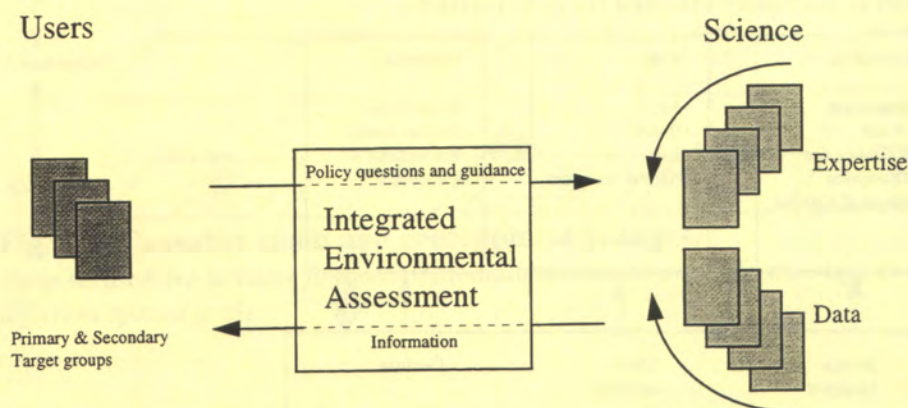 Users
Science
Policy questions and guidance
Integrated
Environmental
Assessment
Information
Primary & Secondary
Target groups
Expertise
Data